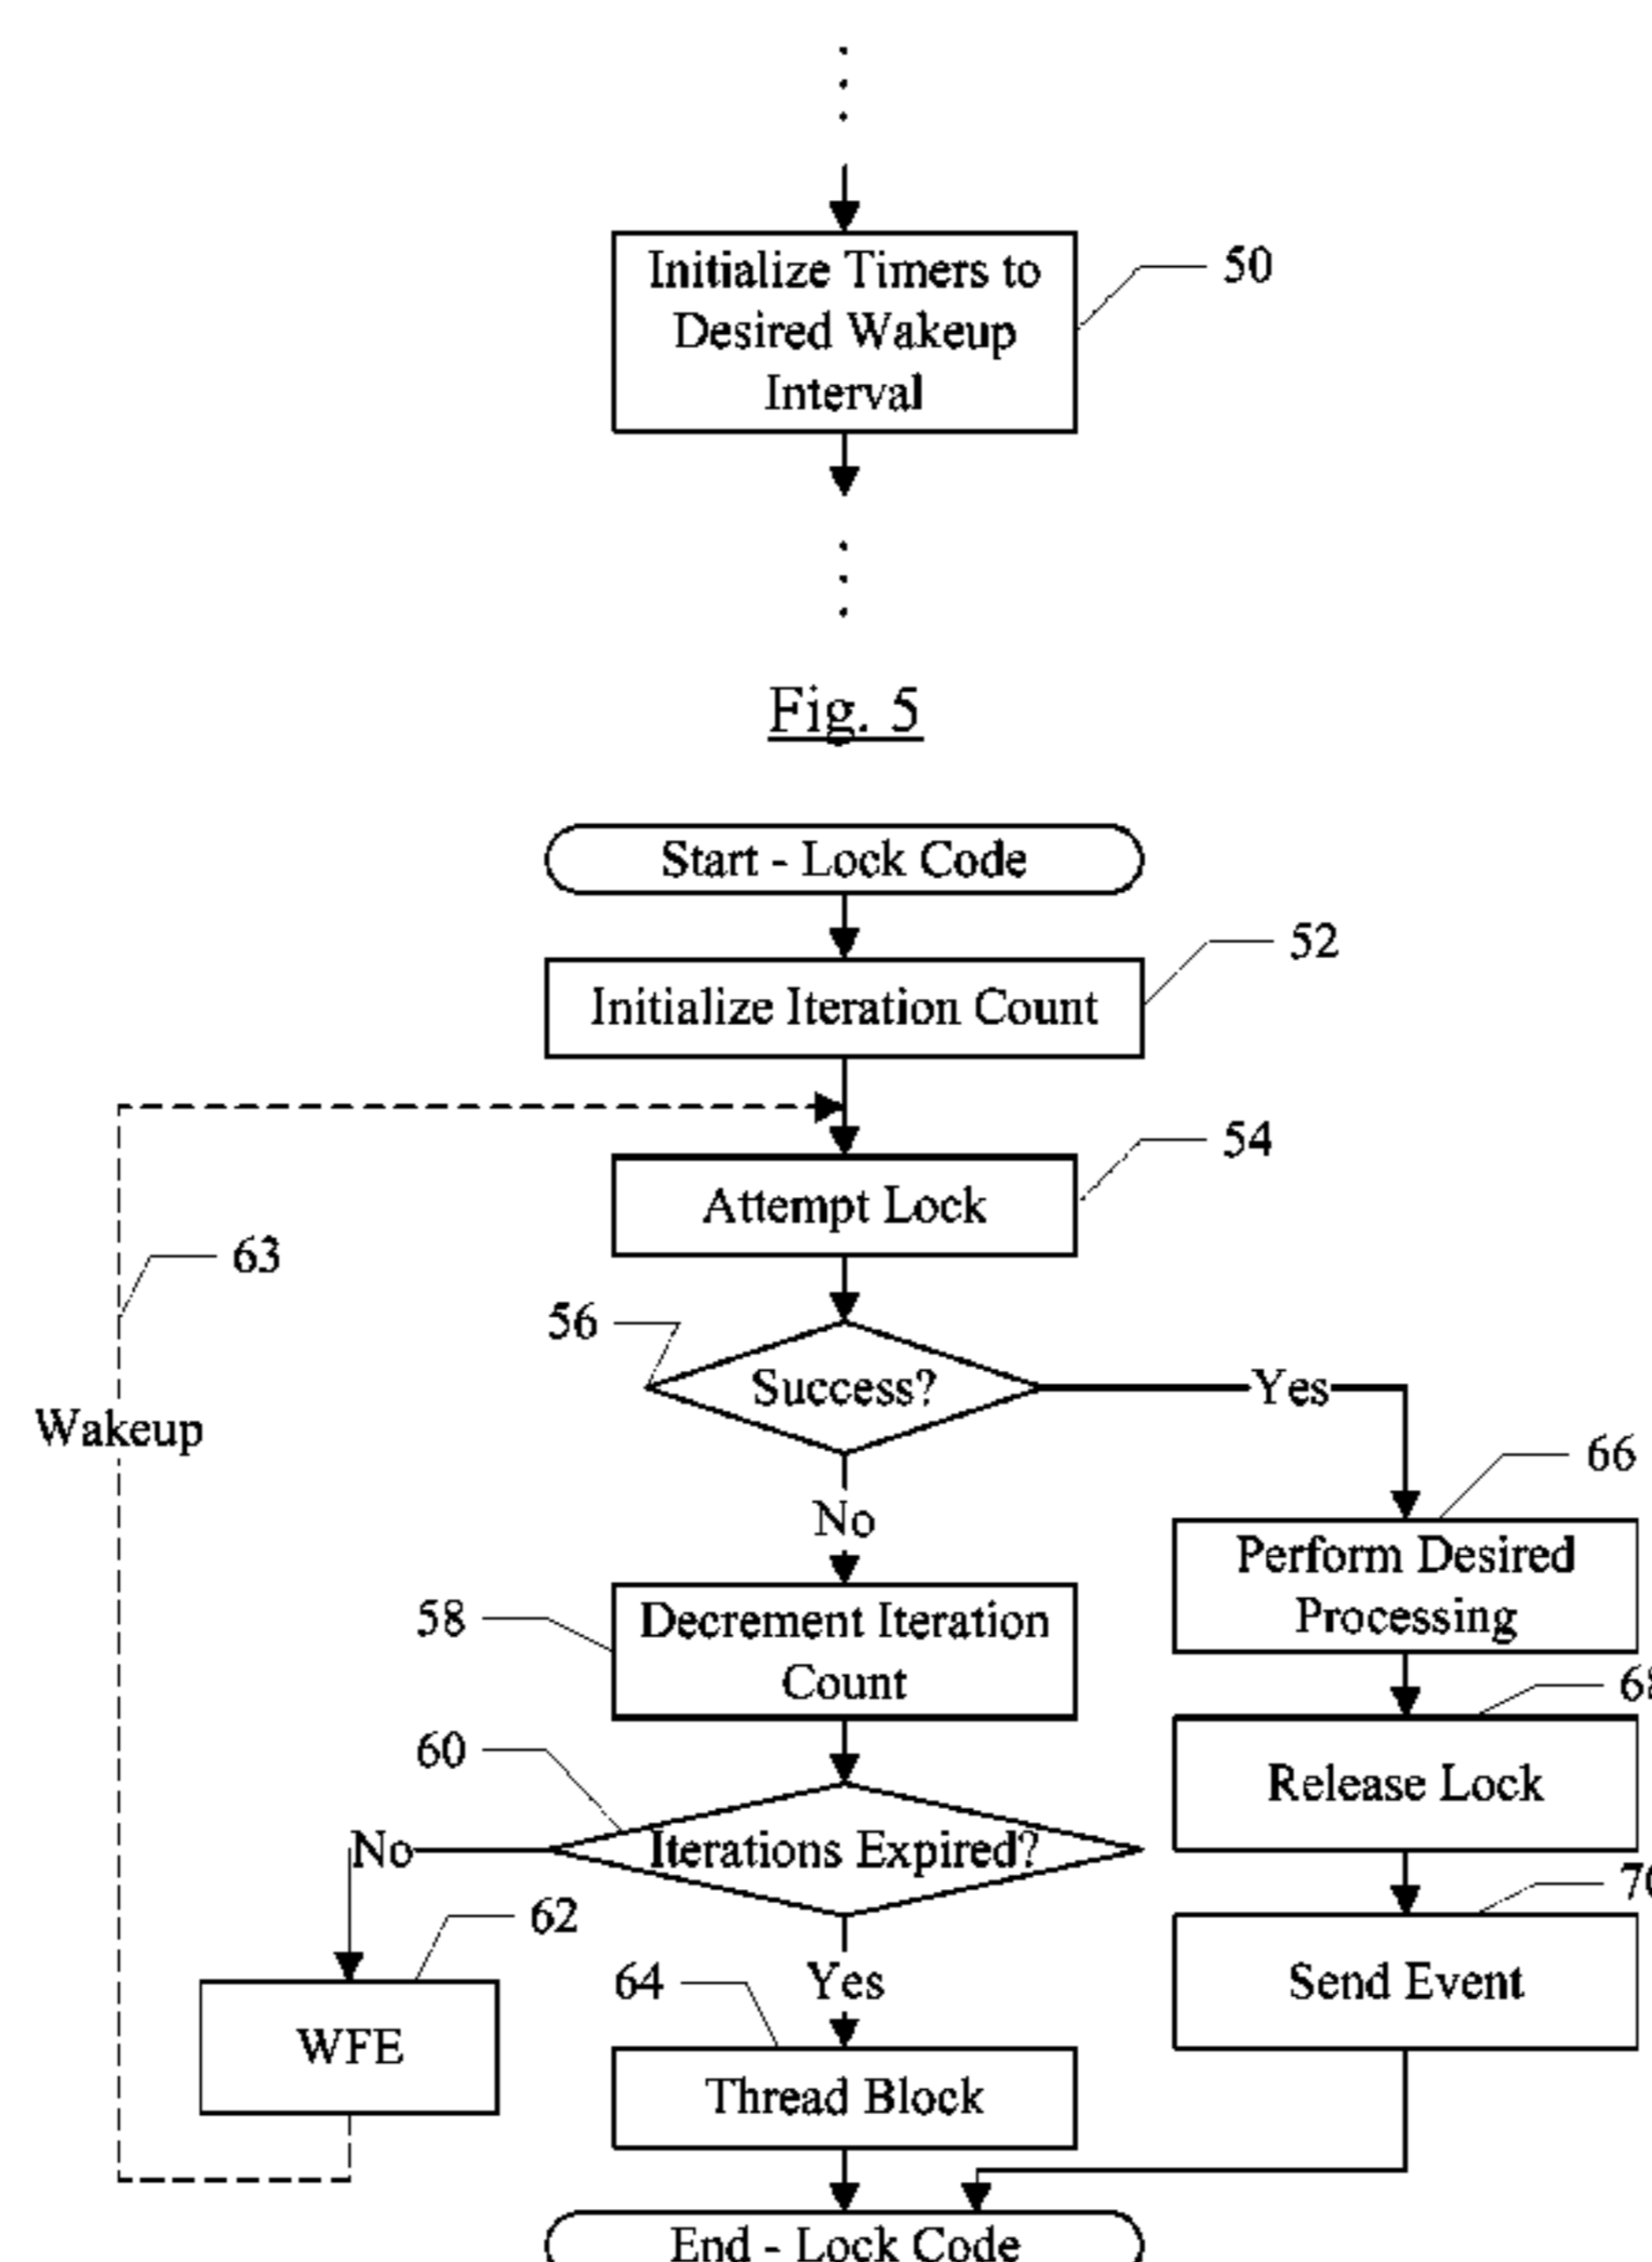 Initialize Timers to
Desired Wakeup
Interval
50
Fig. 5
Start - Lock Code
52
Initialize Iteration Count
54
Attempt Lock
63
56
Success?
Yes
Wakeup
66
No
Perform Desired
Processing
58
Decrement Iteration
Count
68
Release Lock
60
Iterations Expired?
No
70
62
Send Event
64
Yes
WFE
Thread Block
End - Lock Code